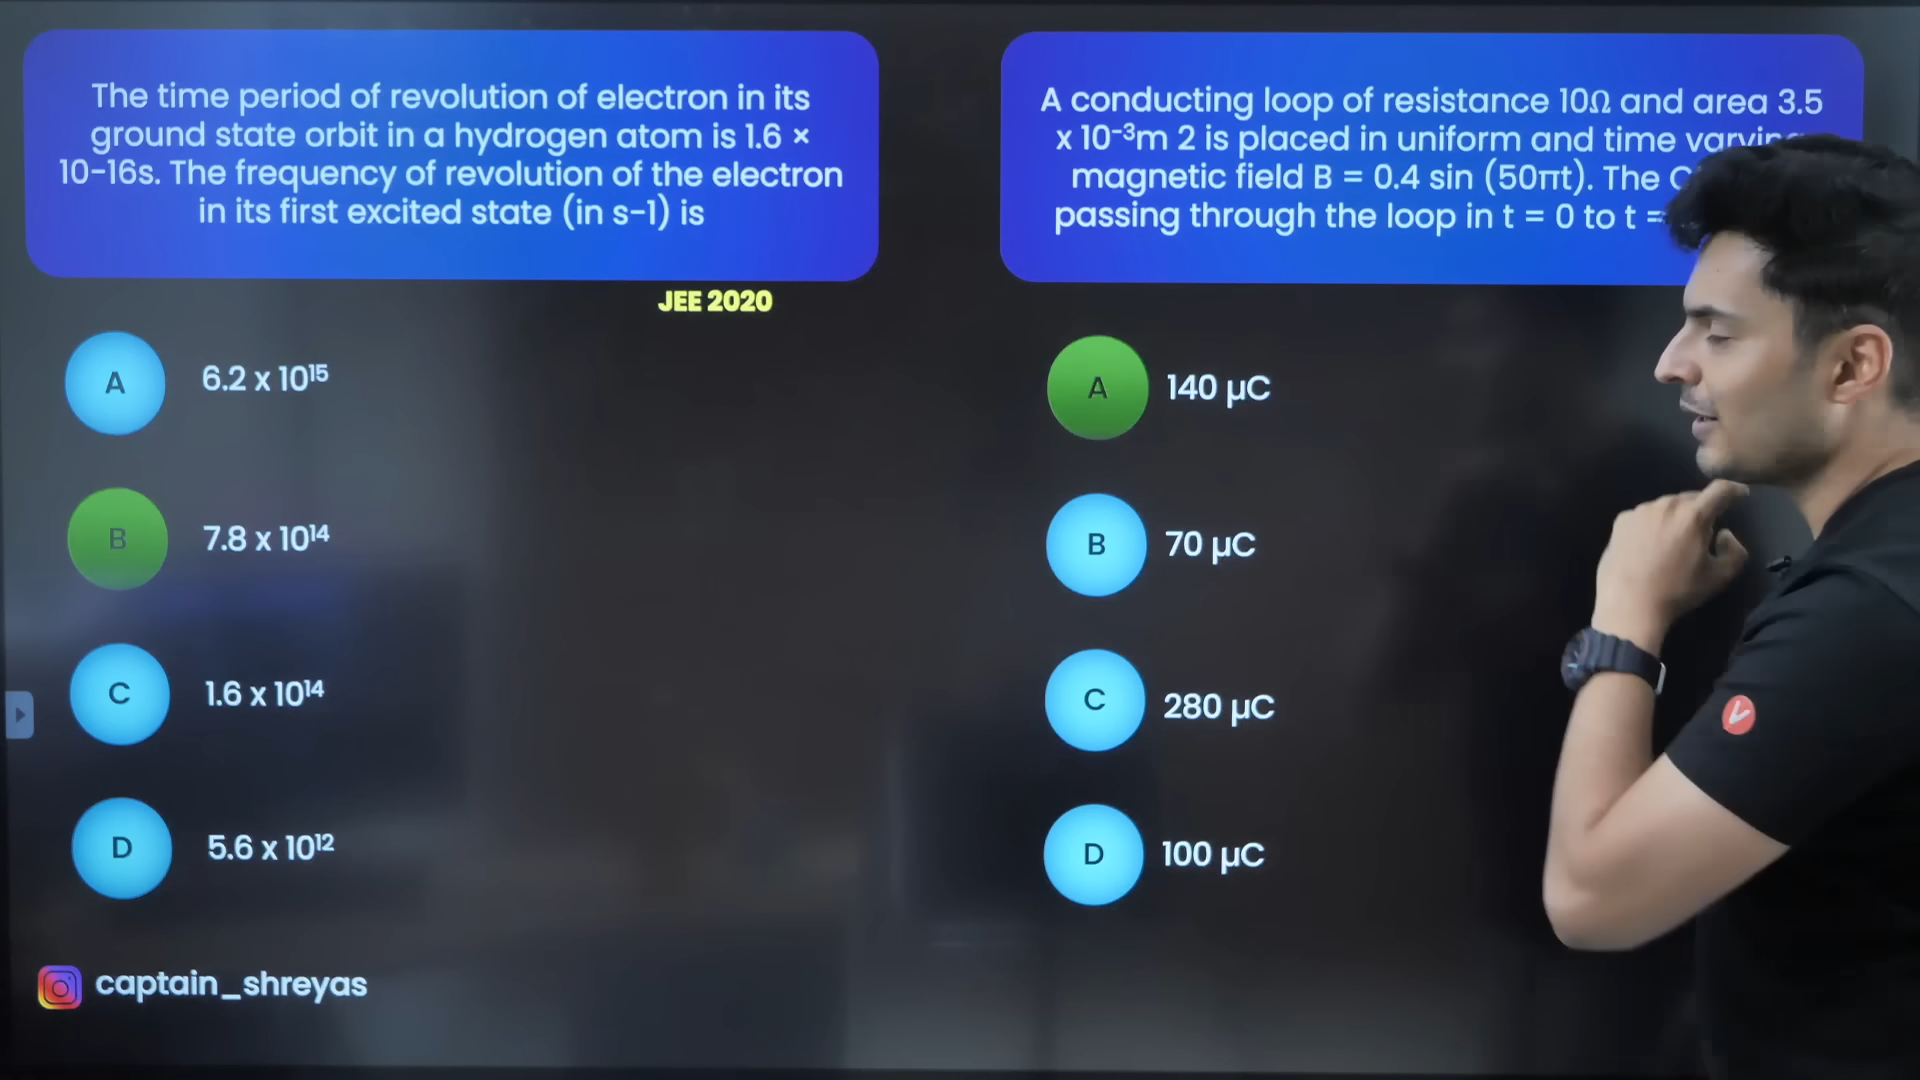 The time period of revolution of electron in its
ground state orbit in a hydrogen atom is 1.6 ×
10-16s. The frequency of revolution of the electron
in its first excited state (in s-1) is
JEE 2020
A 6.2 x 10¹⁵
B 7.8 x 10¹⁴
C 1.6 x 10¹⁴
D 5.6 x 10¹²
captain_shreyas
A conducting loop of resistance 10Ω and area 3.5
x 10⁻³m 2 is placed in uniform and time
magnetic field B = 0.4 sin (50πt). The
passing through the loop in t = 0 to t =
A 140 μC
B 70 μC
C 280 μC
D 100 μC